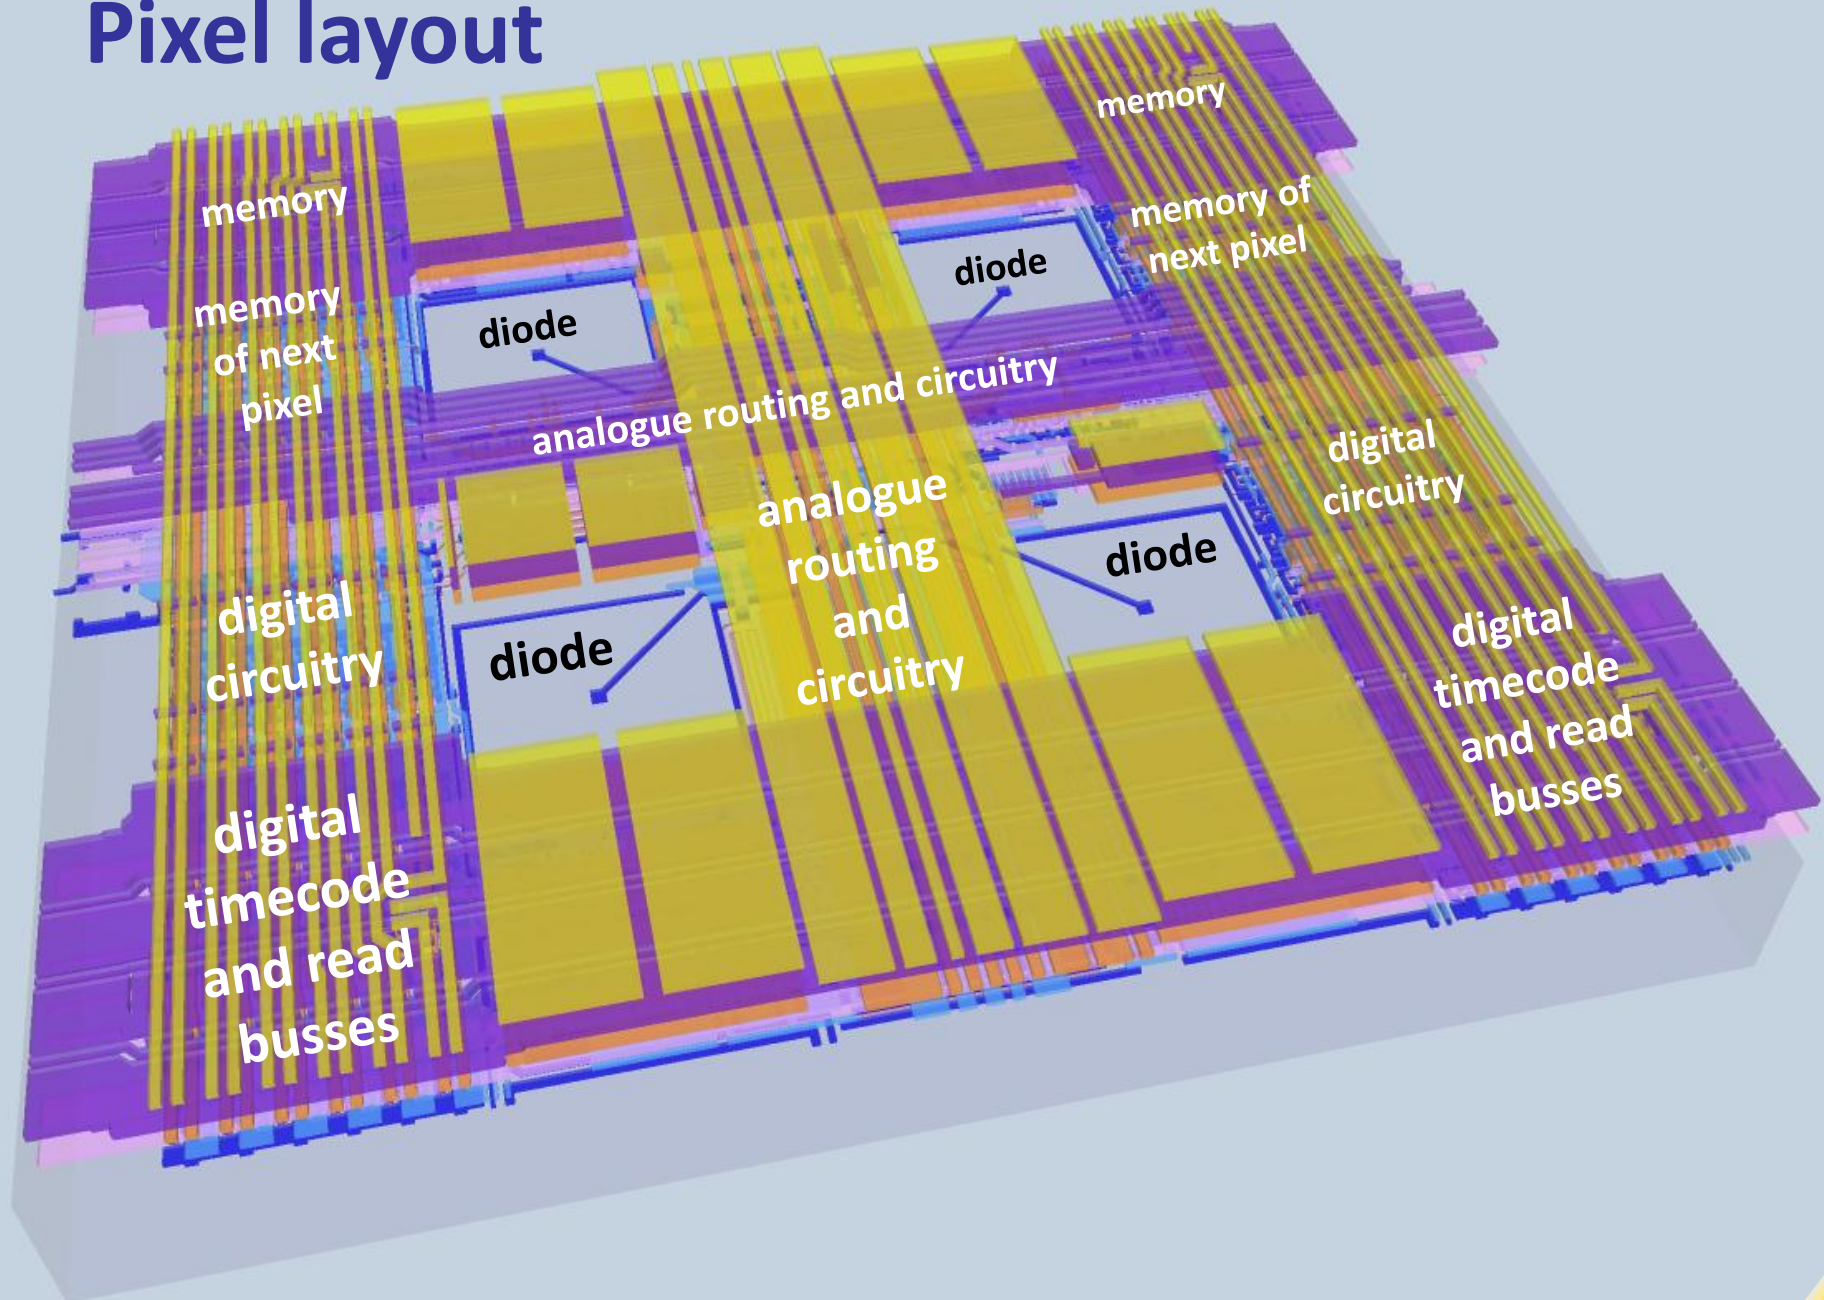 Pixel layout
memory
memory
memory of
next pixel
memory
of next
pixel
diode
diode
analogue routing and circuitry
digital
circuitry
analogue
routing
and
circuitry
diode
diode
digital
circuitry
digital
timecode
and read
busses
digital
timecode
and read
busses